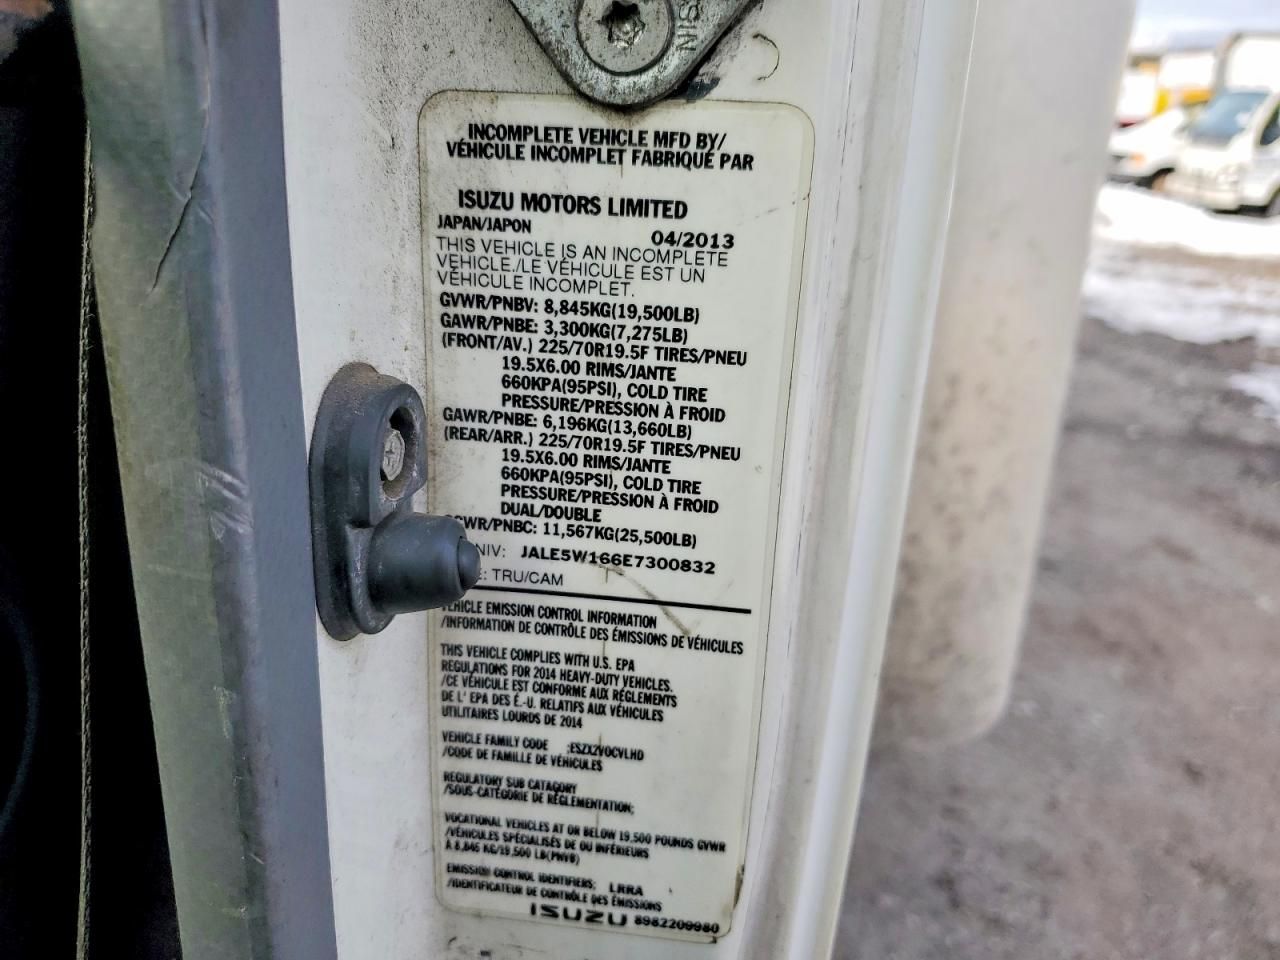 NIS
INCOMPLETE VEHICLE MFD BY/
VÉHICULE INCOMPLET FABRIQUÉ PAR
ISUZU MOTORS LIMITED
JAPAN/JAPON 04/2013
THIS VEHICLE IS AN INCOMPLETE
VEHICLE./LE VÉHICULE EST UN
VÉHICULE INCOMPLET.
GVWR/PNBV: 8,845KG(19,500LB)
GAWR/PNBE: 3,300KG(7,275LB)
(FRONT/AV.) 225/70R19.5F TIRES/PNEU
19.5X6.00 RIMS/JANTE
660KPA(95PSI), COLD TIRE
PRESSURE/PRESSION À FROID
GAWR/PNBE: 6,196KG(13,660LB)
(REAR/ARR.) 225/70R19.5F TIRES/PNEU
19.5X6.00 RIMS/JANTE
660KPA(95PSI), COLD TIRE
PRESSURE/PRESSION À FROID
DUAL/DOUBLE
GCWR/PNBC: 11,567KG(25,500LB)
NIV: JALE5W166E7300832
: TRU/CAM
VEHICLE EMISSION CONTROL INFORMATION
/INFORMATION DE CONTRÔLE DES ÉMISSIONS DE VÉHICULES
THIS VEHICLE COMPLIES WITH U.S. EPA
REGULATIONS FOR 2014 HEAVY-DUTY VEHICLES.
/CE VÉHICULE EST CONFORME AUX RÉGLEMENTS
DE L' EPA DES É.-U. RELATIFS AUX VÉHICULES
UTILITAIRES LOURDS DE 2014
VEHICLE FAMILY CODE :ESZX2VOCVLHD
/CODE DE FAMILLE DE VÉHICULES
REGULATORY SUB CATAGORY
/SOUS-CATÉGORIE DE RÉGLEMENTATION;
VOCATIONAL VEHICLES AT OR BELOW 19,500 POUNDS GVWR
/VÉHICULES SPÉCIALISÉS DE OU INFÉRIEURS
À 8,845 KG/19,500 LB(PNVB)
EMISSION CONTROL IDENTIFIERS; LRRA
/IDENTIFICATEUR DE CONTRÔLE DES ÉMISSIONS
ISUZU 8982209980